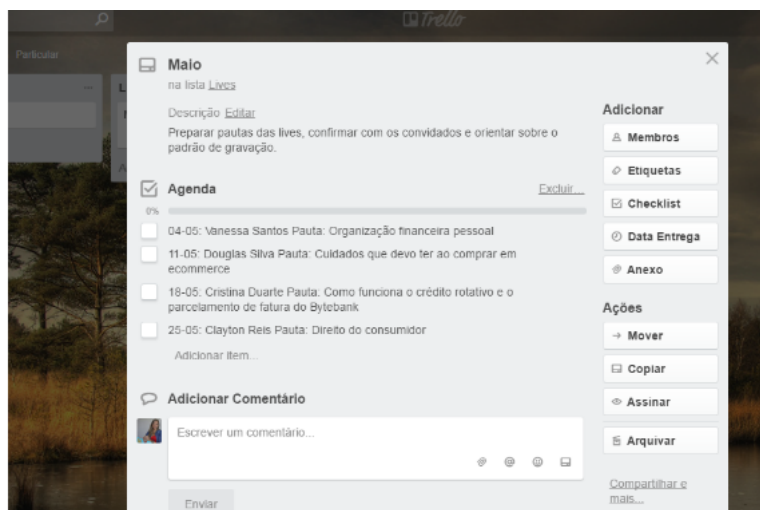 Trello
Particular
Maio
na lista Lives
Descrição Editar
Preparar pautas das lives, confirmar com os convidados e orientar sobre o
padrão de gravação.
Agenda
Excluir...
0%
04-05: Vanessa Santos Pauta: Organização financeira pessoal
11-05: Douglas Silva Pauta: Cuidados que devo ter ao comprar em
ecommerce
18-05: Cristina Duarte Pauta: Como funciona o crédito rotativo e o
parcelamento de fatura do Bytebank
25-05: Clayton Reis Pauta: Direito do consumidor
Adicionar item...
Adicionar Comentário
Escrever um comentário...
@
Enviar
Adicionar
Membros
Etiquetas
Checklist
Data Entrega
Anexo
Ações
Mover
Copiar
Assinar
Arquivar
Compartilhar e
mais...